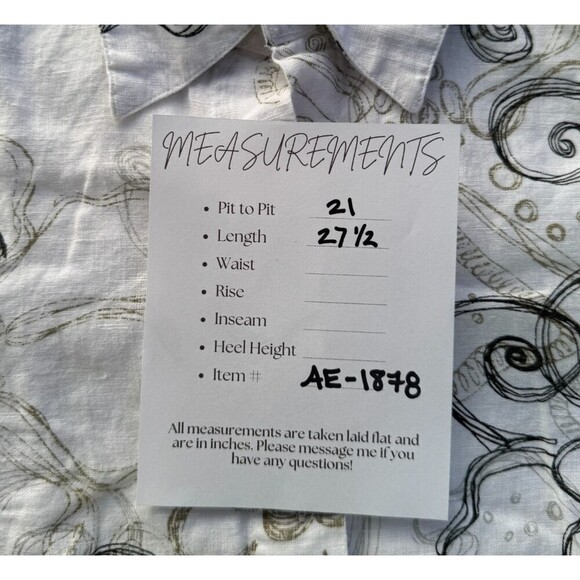 MEASUREMENTS
• Pit to Pit 21
• Length 27 1/2
• Waist
• Rise
• Inseam
• Heel Height
• Item # AE-1878
All measurements are taken laid flat and
are in inches. Please message me if you
have any questions!